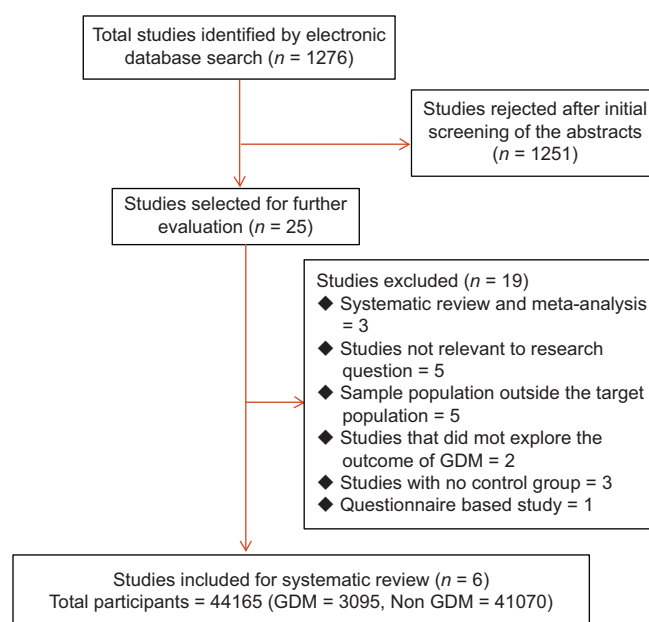 Total studies identified by electronic
database search (n = 1276)
Studies rejected after initial
screening of the abstracts
(n = 1251)
Studies selected for further
evaluation (n = 25)
Studies excluded (n = 19)
◆ Systematic review and meta-analysis
= 3
◆ Studies not relevant to research
question = 5
◆ Sample population outside the target
population = 5
◆ Studies that did mot explore the
outcome of GDM = 2
◆ Studies with no control group = 3
◆ Questionnaire based study = 1
Studies included for systematic review (n = 6)
Total participants = 44165 (GDM = 3095, Non GDM = 41070)